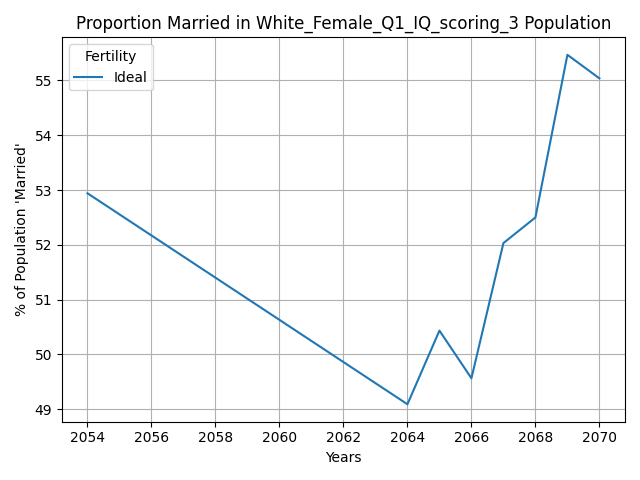 Proportion Married in White_Female_Q1_IQ_scoring_3 Population
Fertility
Ideal
% of Population 'Married'
55
54
53
52
51
50
49
2054 2056 2058 2060 2062 2064 2066 2068 2070
Years